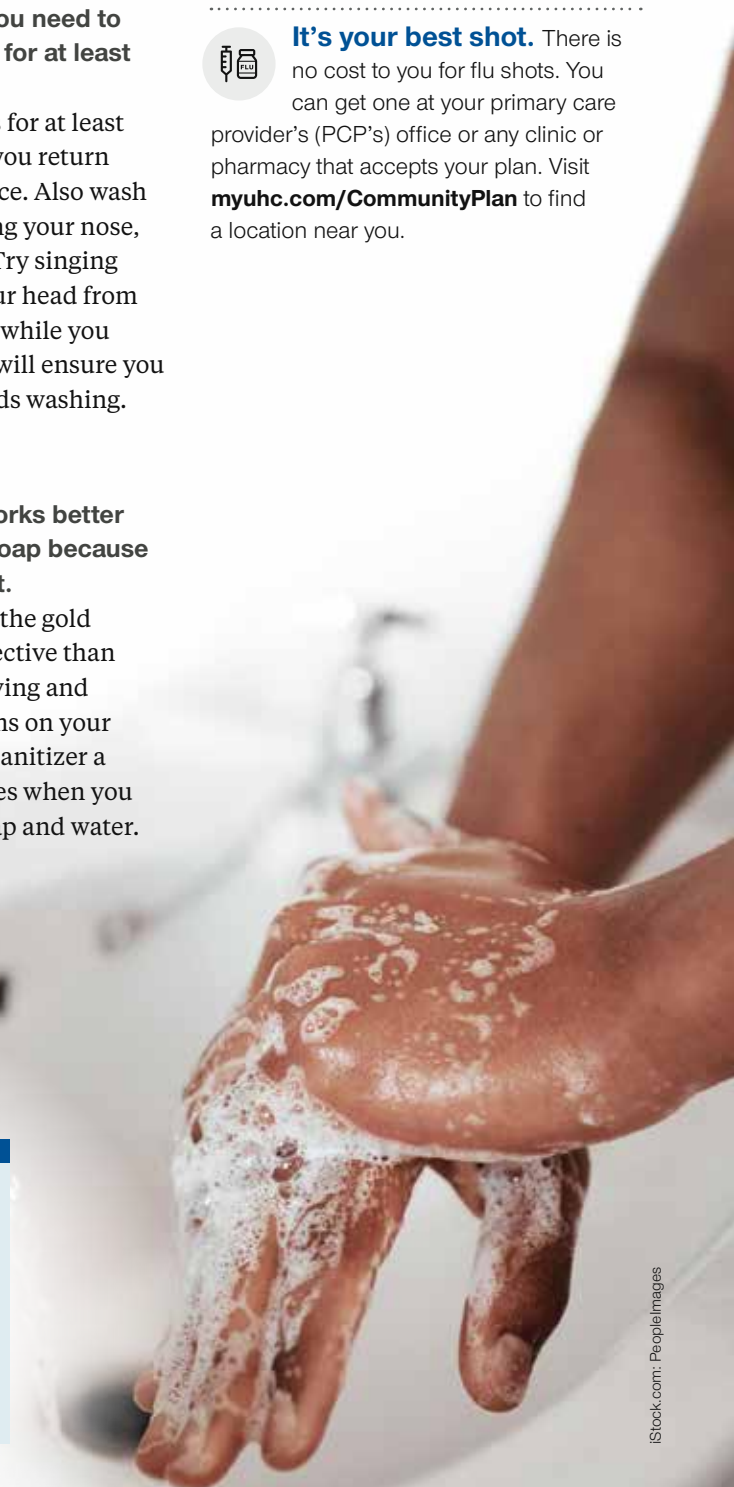 ou need to
for at least
for at least
you return
ce. Also wash
ng your nose,
Try singing
ur head from
while you
will ensure you
ds washing.
orks better
oap because
t.
the gold
ective than
ving and
ns on your
anitizer a
es when you
ap and water.
It’s your best shot. There is
FLU
no cost to you for flu shots. You
can get one at your primary care
provider’s (PCP’s) office or any clinic or
pharmacy that accepts your plan. Visit
myuhc.com/CommunityPlan to find
a location near you.
iStock.com: PeopleImages